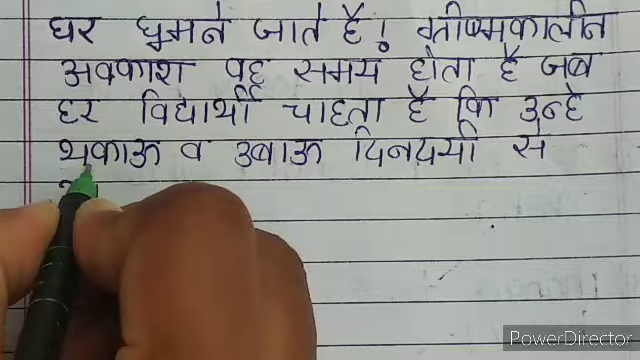 घर घुमने जाते है! ग्रीष्मकालीन
अवकाश वह समय होता है जब
हर विद्यार्थी चाहता है कि उन्हे
थकाऊ व उबाऊ दिनचर्या से
PowerDirector